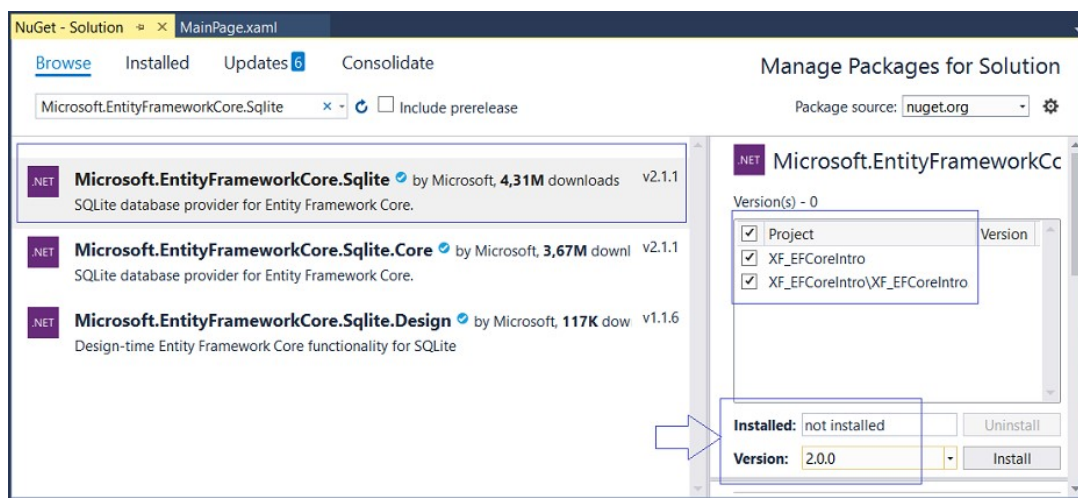 NuGet - Solution MainPage.xaml
Browse Installed Updates 6 Consolidate
Manage Packages for Solution
Microsoft.EntityFrameworkCore.Sqlite Include prerelease
Package source: nuget.org
.NET Microsoft.EntityFrameworkCore.Sqlite by Microsoft, 4,31M downloads v2.1.1
SQLite database provider for Entity Framework Core.
.NET Microsoft.EntityFrameworkCore.Sqlite.Core by Microsoft, 3,67M downl v2.1.1
SQLite database provider for Entity Framework Core.
.NET Microsoft.EntityFrameworkCore.Sqlite.Design by Microsoft, 117K dow v1.1.6
Design-time Entity Framework Core functionality for SQLite
.NET Microsoft.EntityFrameworkCc
Version(s) - 0
Project Version
XF_EFCoreIntro
XF_EFCoreIntro\XF_EFCoreIntro
Installed: not installed Uninstall
Version: 2.0.0 Install